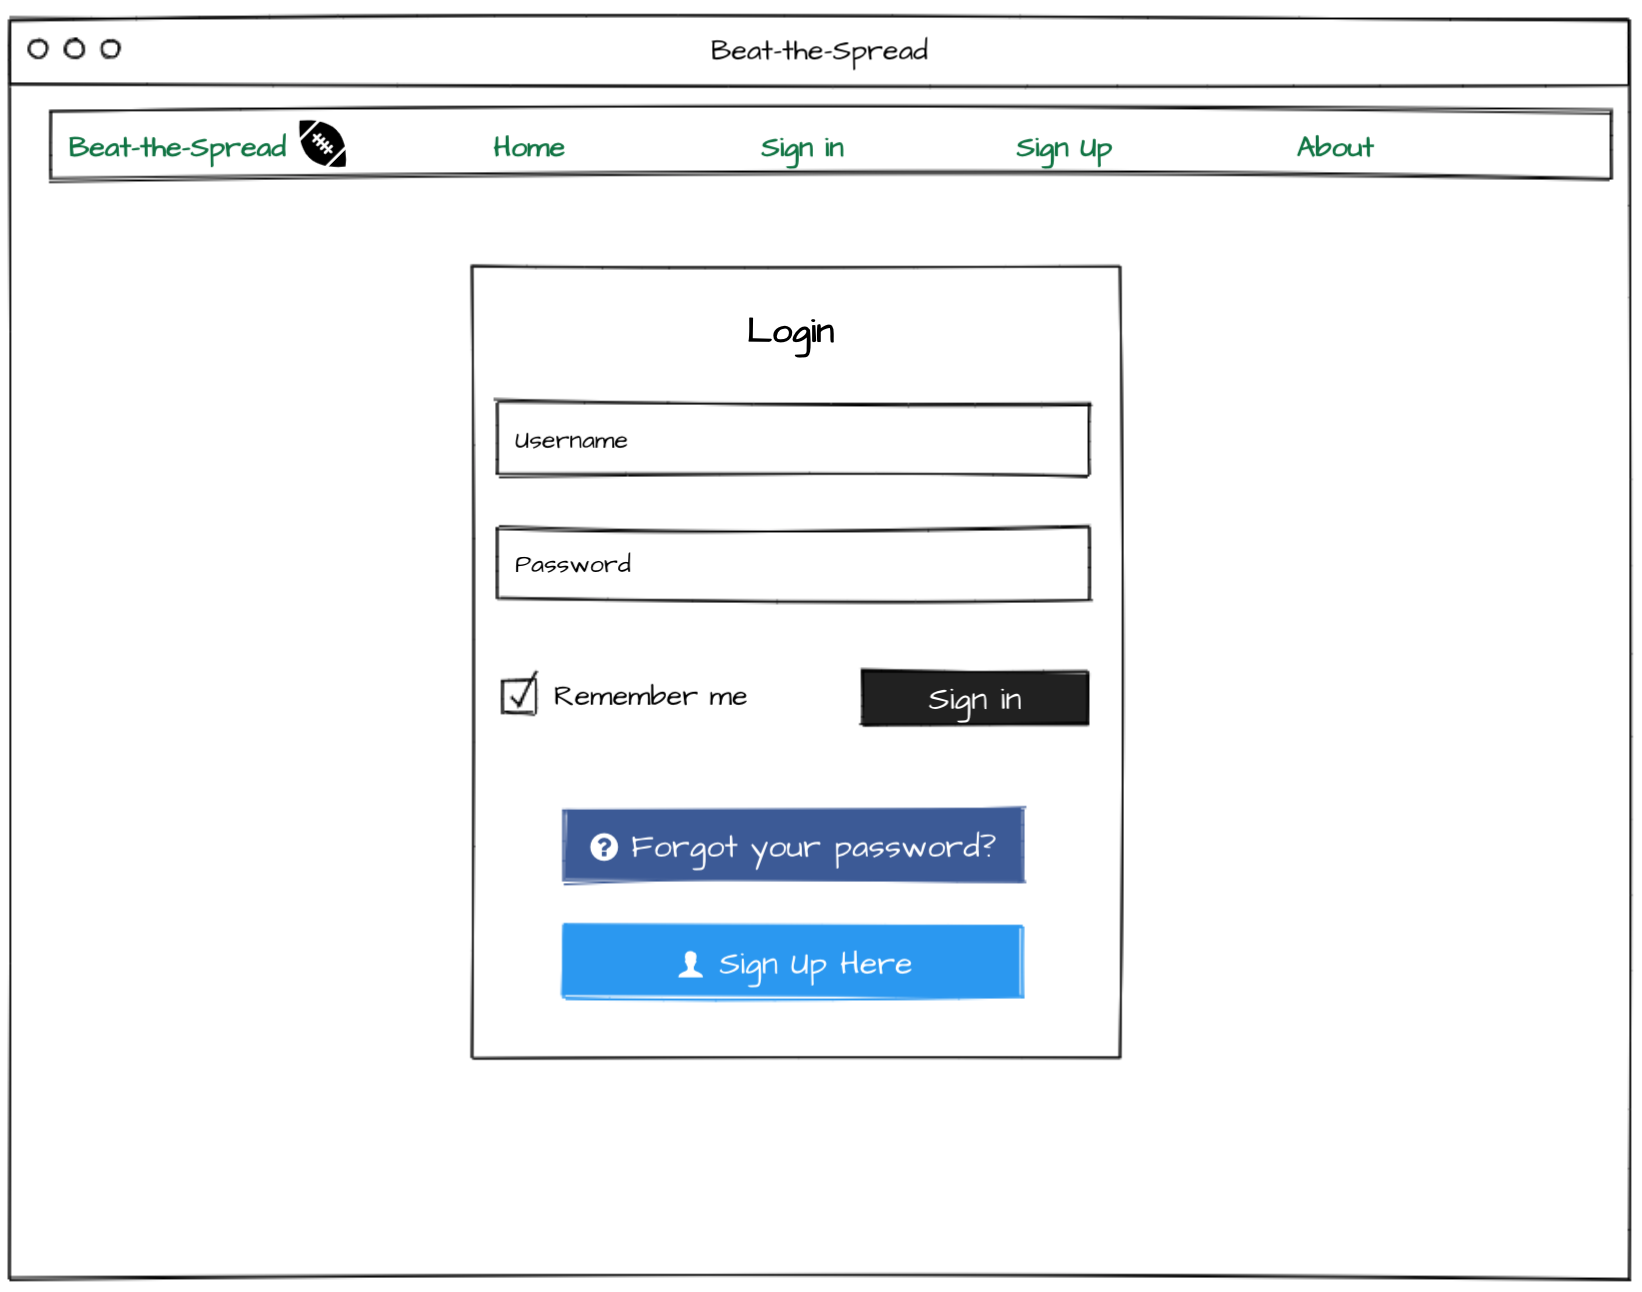 Beat-the-Spread
Beat-the-Spread Home Sign in Sign Up About
Login
Username
Password
Remember me Sign in
Forgot your password?
Sign Up Here